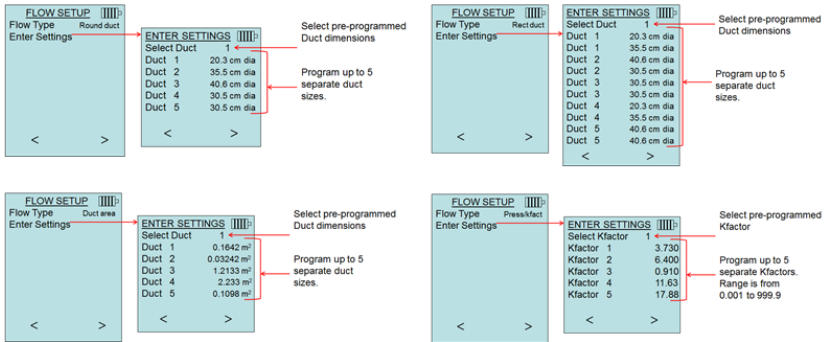 FLOW SETUP
Flow Type Round duct
Enter Settings
< >
ENTER SETTINGS
Select Duct 1
Duct 1 20.3 cm dia
Duct 2 35.5 cm dia
Duct 3 40.6 cm dia
Duct 4 30.5 cm dia
Duct 5 30.5 cm dia
< >
Select pre-programmed
Duct dimensions
Program up to 5
separate duct
sizes.
FLOW SETUP
Flow Type Rect duct
Enter Settings
< >
ENTER SETTINGS
Select Duct 1
Duct 1 20.3 cm dia
Duct 1 35.5 cm dia
Duct 2 40.6 cm dia
Duct 2 30.5 cm dia
Duct 3 30.5 cm dia
Duct 3 30.5 cm dia
Duct 4 20.3 cm dia
Duct 4 35.5 cm dia
Duct 5 40.6 cm dia
Duct 5 40.6 cm dia
< >
Select pre-programmed
Duct dimensions
Program up to 5
separate duct
sizes.
FLOW SETUP
Flow Type Duct area
Enter Settings
< >
ENTER SETTINGS
Select Duct 1
Duct 1 0.1642 m²
Duct 2 0.03242 m²
Duct 3 1.2133 m²
Duct 4 2.233 m²
Duct 5 0.1098 m²
< >
Select pre-programmed
Duct dimensions
Program up to 5
separate duct
sizes.
FLOW SETUP
Flow Type Press/kfact
Enter Settings
< >
ENTER SETTINGS
Select Kfactor 1
Kfactor 1 3.730
Kfactor 2 6.400
Kfactor 3 0.910
Kfactor 4 11.63
Kfactor 5 17.88
< >
Select pre-programmed
Kfactor
Program up to 5
separate Kfactors.
Range is from
0.001 to 999.9